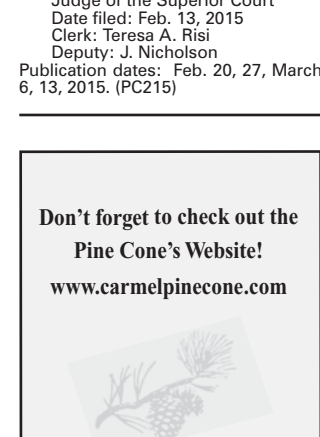 Judge of the Superior Court
Date filed: Feb. 13, 2015
Clerk: Teresa A. Risi
Deputy: J. Nicholson
Publication dates: Feb. 20, 27, March
6, 13, 2015. (PC215)
Don’t forget to check out the
Pine Cone’s Website!
www.carmelpinecone.com